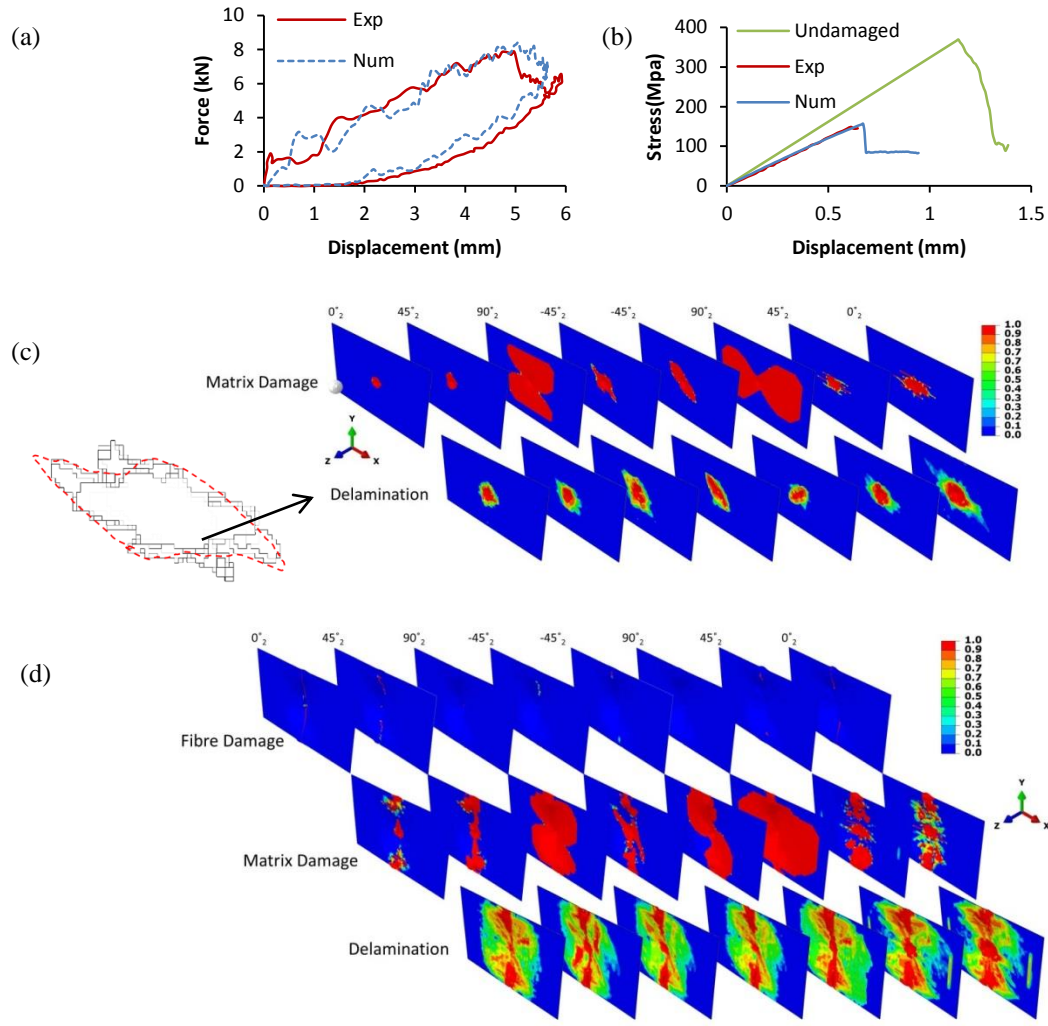 (a)
Exp
Num
Force (kN)
10
8
6
4
2
0
0 1 2 3 4 5 6
Displacement (mm)
(b)
Undamaged
Exp
Num
Stress(Mpa)
400
300
200
100
0
0 0.5 1 1.5
Displacement (mm)
(c)
0°₂ 45°₂ 90°₂ -45°₂ -45°₂ 90°₂ 45°₂ 0°₂
Matrix Damage
1.0
0.9
0.8
0.7
0.6
0.5
0.4
0.3
0.2
0.1
0.0
Y
Z X
Delamination
(d)
0°₂ 45°₂ 90°₂ -45°₂ -45°₂ 90°₂ 45°₂ 0°₂
1.0
0.9
0.8
0.7
0.6
0.5
0.4
0.3
0.2
0.1
0.0
Fibre Damage
Y
Z X
Matrix Damage
Delamination